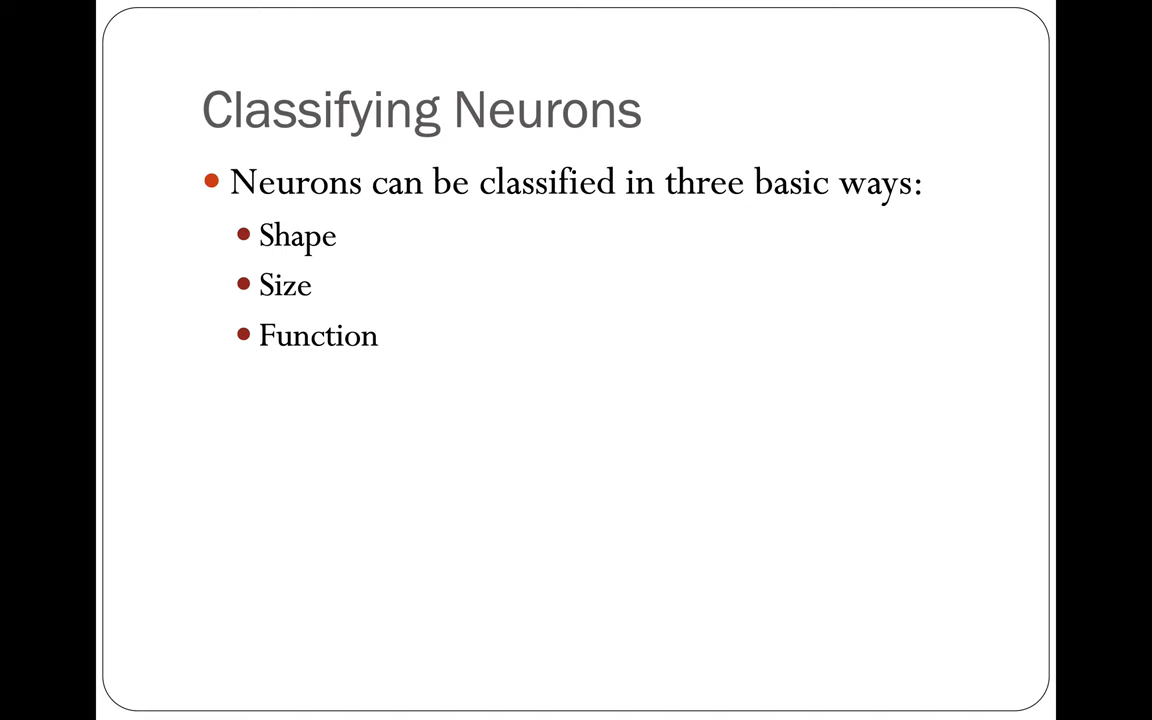 Classifying Neurons
• Neurons can be classified in three basic ways:
• Shape
• Size
• Function